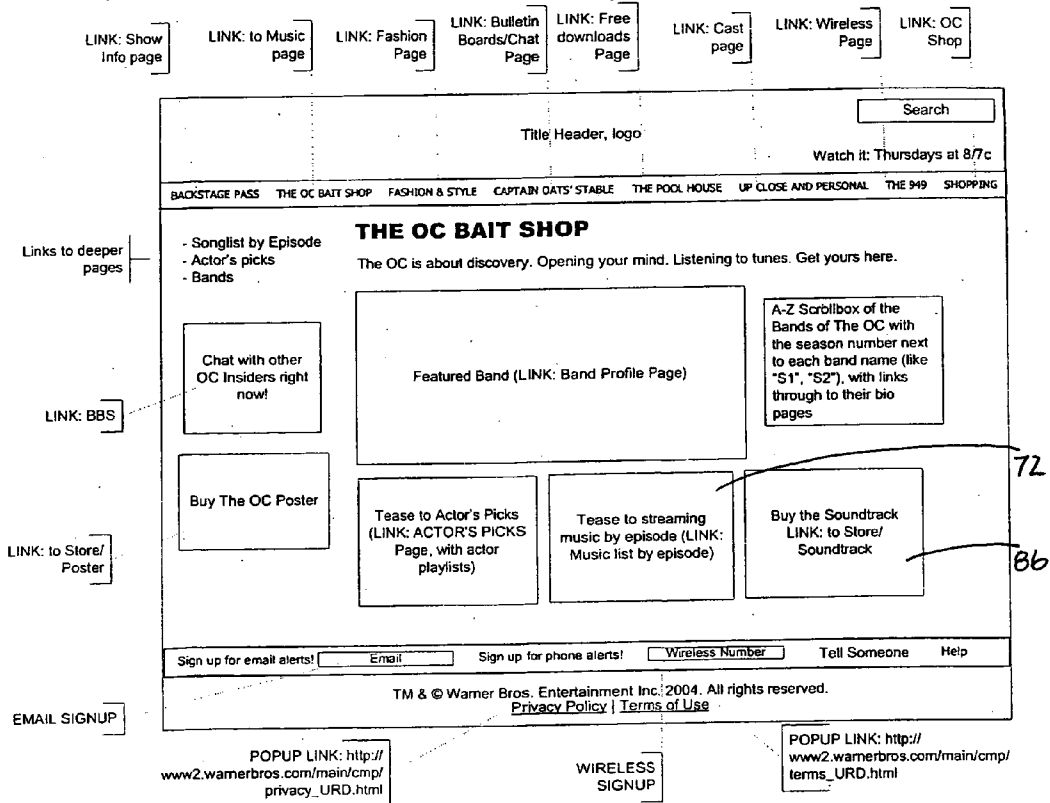 LINK: Show
Info page
LINK: to Music
page
LINK: Fashion
Page
LINK: Bulletin
Boards/Chat
Page
LINK: Free
downloads
Page
LINK: Cast
page
LINK: Wireless
Page
LINK: OC
Shop
Search
Title Header, logo
Watch it: Thursdays at 8/7c
BACKSTAGE PASS THE OC BAIT SHOP FASHION & STYLE CAPTAIN OATS' STABLE THE POOL HOUSE UP CLOSE AND PERSONAL THE 949 SHOPPING
Links to deeper
pages
- Songlist by Episode
- Actor's picks
- Bands
THE OC BAIT SHOP
The OC is about discovery. Opening your mind. Listening to tunes. Get yours here.
Chat with other
OC Insiders right
now!
LINK: BBS
Featured Band (LINK: Band Profile Page)
A-Z Scrollbox of the
Bands of The OC with
the season number next
to each band name (like
"S1", "S2"), with links
through to their bio
pages
72
Buy The OC Poster
LINK: to Store/
Poster
Tease to Actor's Picks
(LINK: ACTOR'S PICKS
Page, with actor
playlists)
Tease to streaming
music by episode (LINK:
Music list by episode)
Buy the Soundtrack
LINK: to Store/
Soundtrack
86
Sign up for email alerts! Email Sign up for phone alerts! Wireless Number Tell Someone Help
TM & © Warner Bros. Entertainment Inc. 2004. All rights reserved.
Privacy Policy | Terms of Use
EMAIL SIGNUP
POPUP LINK: http://
www2.warnerbros.com/main/cmp/
privacy_URD.html
WIRELESS
SIGNUP
POPUP LINK: http://
www2.warnerbros.com/main/cmp/
terms_URD.html